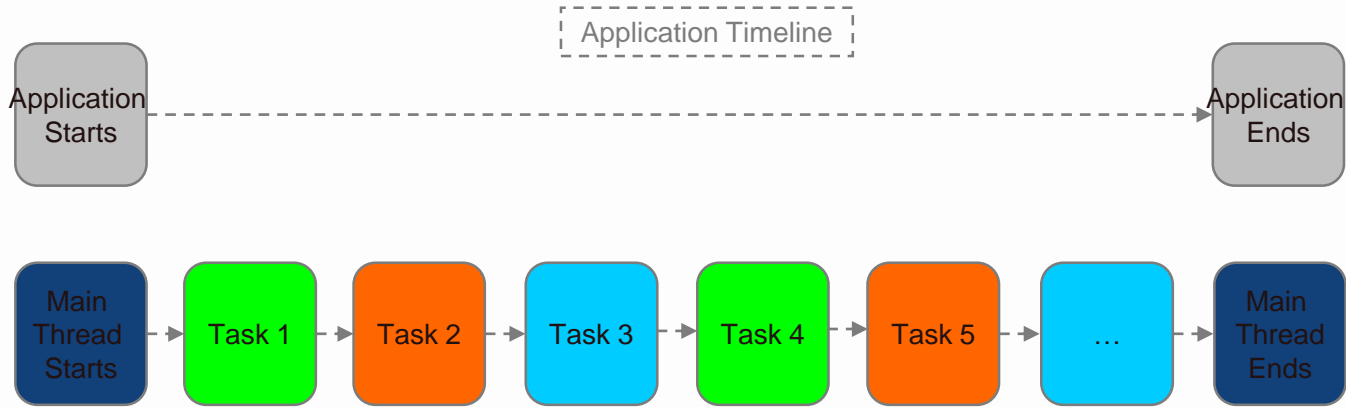 Application Timeline
Application
Starts
Application
Ends
Main
Thread
Starts
Task 1
Task 2
Task 3
Task 4
Task 5
...
Main
Thread
Ends